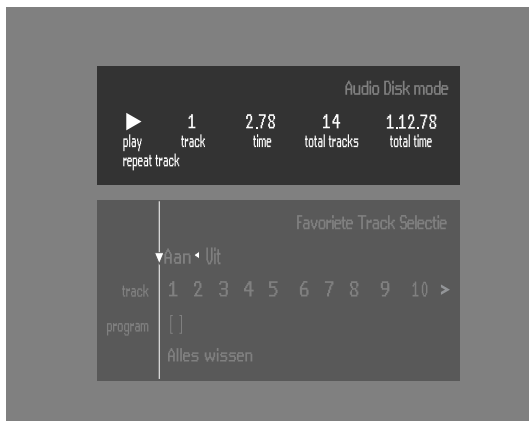 Audio Disk mode
1 2.78 14 1.12.78
play track time total tracks total time
repeat track
Favoriete Track Selectie
Aan Uit
track 1 2 3 4 5 6 7 8 9 10 >
program [ ]
Alles wissen